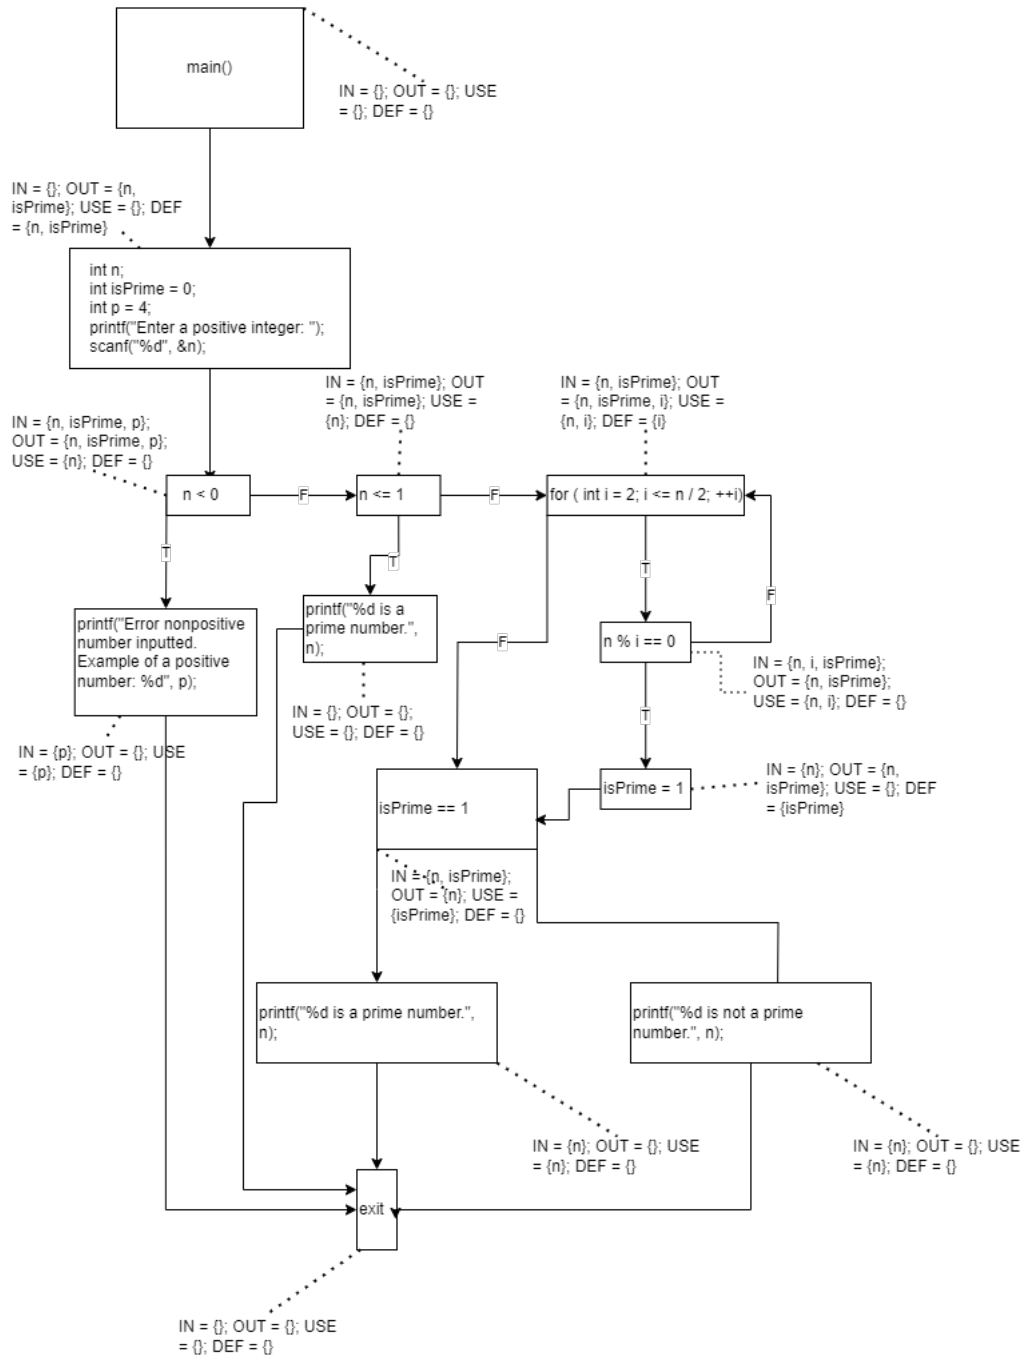 main()
IN = {}; OUT = {}; USE
= {}; DEF = {}
IN = {}; OUT = {n,
isPrime}; USE = {}; DEF
= {n, isPrime}
int n;
int isPrime = 0;
int p = 4;
printf("Enter a positive integer: ");
scanf("%d", &n);
IN = {n, isPrime}; OUT
= {n, isPrime}; USE =
{n}; DEF = {}
IN = {n, isPrime}; OUT
= {n, isPrime, i}; USE =
{n, i}; DEF = {i}
IN = {n, isPrime, p};
OUT = {n, isPrime, p};
USE = {n}; DEF = {}
n < 0
F
n <= 1
F
for ( int i = 2; i <= n / 2; ++i)
T
T
T
F
printf("Error nonpositive
number inputted.
Example of a positive
number: %d", p);
printf("%d is a
prime number.",
n);
F
n % i == 0
IN = {n, i, isPrime};
OUT = {n, isPrime};
USE = {n, i}; DEF = {}
IN = {}; OUT = {};
USE = {}; DEF = {}
T
IN = {p}; OUT = {}; USE
= {p}; DEF = {}
isPrime == 1
isPrime = 1
IN = {n}; OUT = {n,
isPrime}; USE = {}; DEF
= {isPrime}
IN = {n, isPrime};
OUT = {n}; USE =
{isPrime}; DEF = {}
printf("%d is a prime number.",
n);
printf("%d is not a prime
number.", n);
IN = {n}; OUT = {}; USE
= {n}; DEF = {}
IN = {n}; OUT = {}; USE
= {n}; DEF = {}
exit
IN = {}; OUT = {}; USE
= {}; DEF = {}